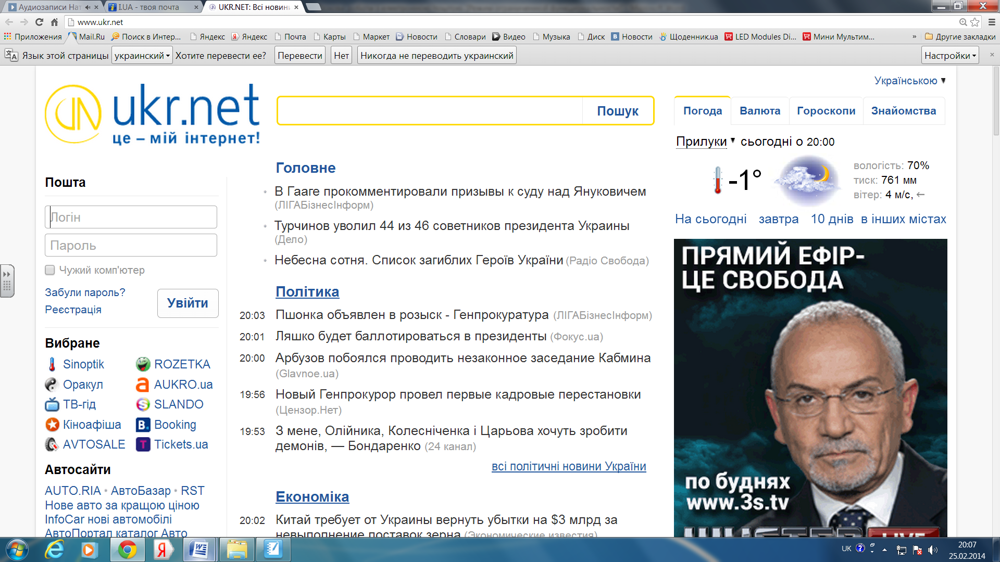 Аудиозаписи Нат
I.UA - твоя почта
UKR.NET: Всі новин
www.ukr.net
Приложения Mail.Ru Поиск в Интер... Яндекс Яндекс Почта Карты Маркет Новости Словари Видео Музыка Диск Новости Щоденник.ua LED Modules Di... Мини Мультим... » Другие закладки
Язык этой страницы украинский Хотите перевести ее? Перевести Нет Никогда не переводить украинский Настройки
Українською
ukr.net
це – мій інтернет!
Пошук
Погода Валюта Гороскопи Знайомства
Прилуки сьогодні о 20:00
-1°
вологість: 70%
тиск: 761 мм
вітер: 4 м/с, ←
На сьогодні завтра 10 днів в інших містах
Пошта
Логін
Пароль
Чужий комп'ютер
Забули пароль?
Реєстрація
Увійти
Вибране
Sinoptik ROZETKA
Оракул AUKRO.ua
ТВ-гід SLANDO
Кіноафіша Booking
AVTOSALE Tickets.ua
Автосайти
AUTO.RIA • АвтоБазар • RST
Нове авто за кращою ціною
InfoCar нові автомобілі
АвтоПортал каталог Авто
Головне
В Гааге прокомментировали призывы к суду над Януковичем
(ЛІГАБізнесІнформ)
Турчинов уволил 44 из 46 советников президента Украины
(Дело)
Небесна сотня. Список загиблих Героїв України (Радіо Свобода)
Політика
20:03 Пшонка объявлен в розыск - Генпрокуратура (ЛІГАБізнесІнформ)
20:01 Ляшко будет баллотироваться в президенты (Фокус.ua)
20:00 Арбузов побоялся проводить незаконное заседание Кабмина
(Glavnoe.ua)
19:56 Новый Генпрокурор провел первые кадровые перестановки
(Цензор.Нет)
19:53 З мене, Олійника, Колесніченка і Царьова хочуть зробити
демонів, — Бондаренко (24 канал)
всі політичні новини України
Економіка
20:02 Китай требует от Украины вернуть убытки на $3 млрд за
невыполнение поставок зерна (Экономические известия)
ПРЯМИЙ ЕФІР-
ЦЕ СВОБОДА
по буднях
www.3s.tv
ШУСТЕР LIVE
UK
20:07
25.02.2014